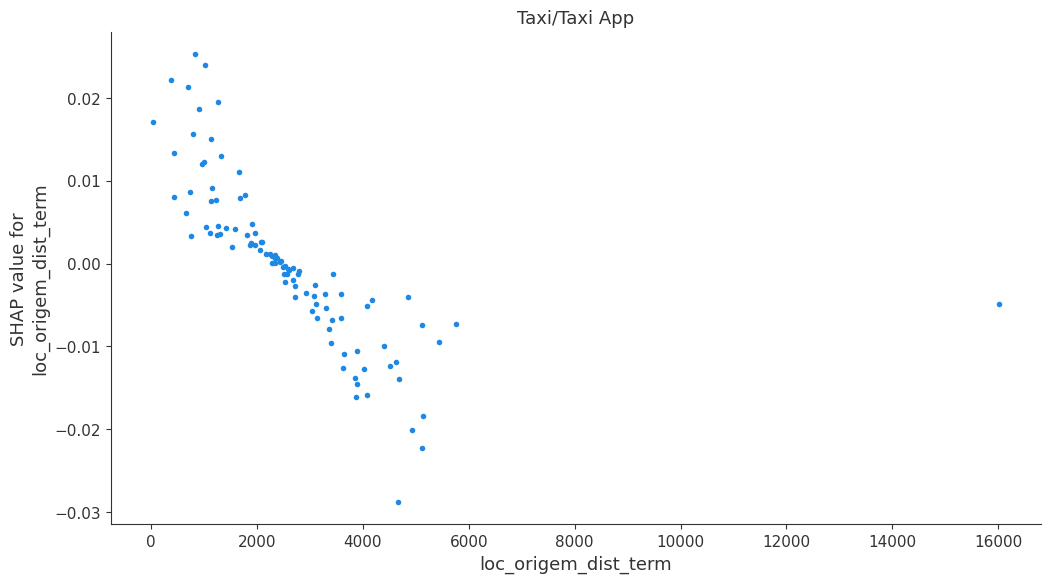 Taxi/Taxi App
SHAP value for
loc_origem_dist_term
0.02
0.01
0.00
−0.01
−0.02
−0.03
0 2000 4000 6000 8000 10000 12000 14000 16000
loc_origem_dist_term